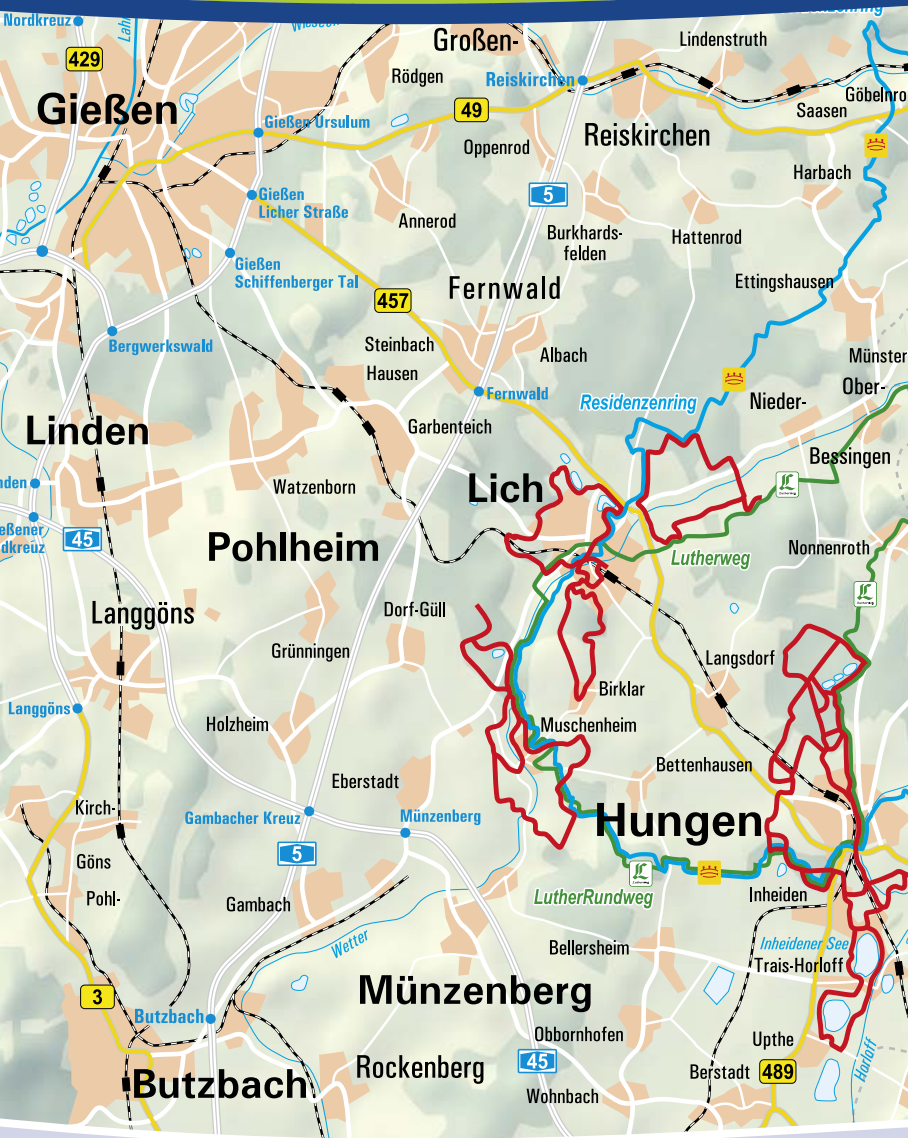 Nordkreuz
Lahn
Großen-
Lindenstruth
429
Rödgen
Reiskirchen
Saasen
Gießen
49
Gießen Ursulum
Oppenrod
Reiskirchen
Harbach
Gießen
Licher Straße
5
Annerod
Burkhards-
felden
Hattenrod
Gießen
Schiffenberger Tal
Fernwald
Ettingshausen
457
Bergwerkswald
Steinbach
Albach
Hausen
Münster
Ober-
Fernwald
Residenzenring
Nieder-
Linden
Garbenteich
Bessingen
Watzenborn
Lich
45
Pohlheim
Lutherweg
Nonnenroth
Langgöns
Dorf-Güll
Grünningen
Langsdorf
Birklar
Langgöns
Holzheim
Muschenheim
Bettenhausen
Eberstadt
Kirch-
Gambacher Kreuz
Münzenberg
Hungen
5
Göns
Pohl-
Gambach
LutherRundweg
Inheiden
Wetter
Bellersheim
Inheidener See
Trais-Horloff
3
Münzenberg
Butzbach
Obbornhofen
Upthe
45
Horloff
Rockenberg
Berstadt
489
Butzbach
Wohnbach